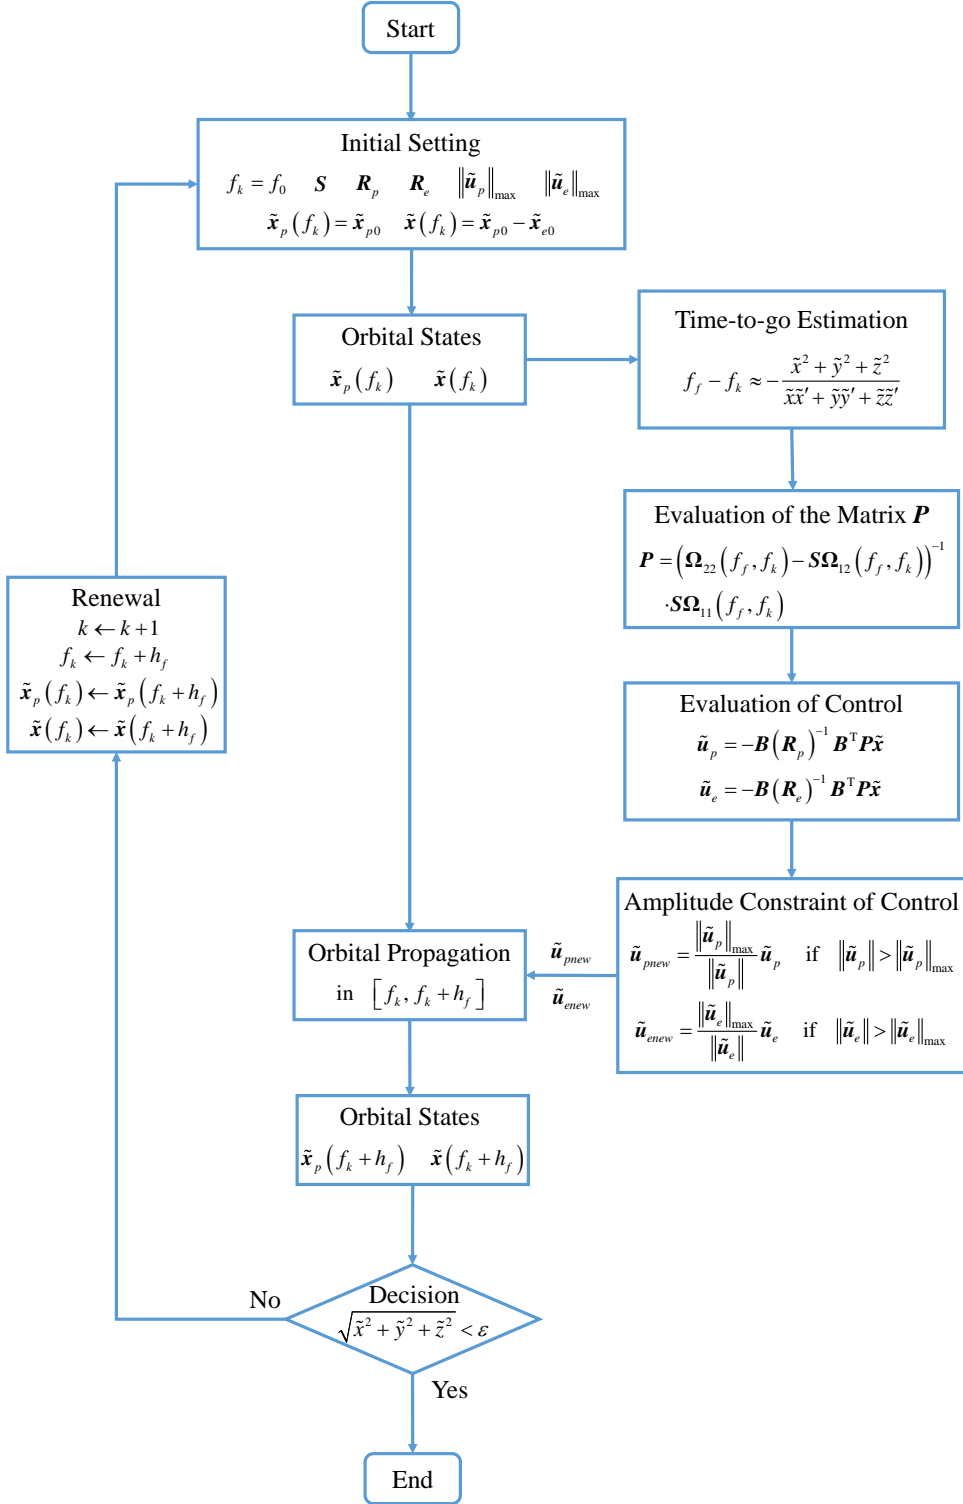 Start
Initial Setting
f_k = f_0   S   R_p   R_e   ‖ũ_p‖_max   ‖ũ_e‖_max
x̃_p(f_k) = x̃_p0   x̃(f_k) = x̃_p0 − x̃_e0
Orbital States
x̃_p(f_k)   x̃(f_k)
Time-to-go Estimation
f_f − f_k ≈ − (x̃² + ỹ² + z̃²) / (x̃x̃′ + ỹỹ′ + z̃z̃′)
Evaluation of the Matrix P
P = (Ω_22(f_f, f_k) − SΩ_12(f_f, f_k))^−1
·SΩ_11(f_f, f_k)
Evaluation of Control
ũ_p = −B(R_p)^−1 B^T Px̃
ũ_e = −B(R_e)^−1 B^T Px̃
Amplitude Constraint of Control
ũ_pnew = (‖ũ_p‖_max / ‖ũ_p‖) ũ_p   if   ‖ũ_p‖ > ‖ũ_p‖_max
ũ_enew = (‖ũ_e‖_max / ‖ũ_e‖) ũ_e   if   ‖ũ_e‖ > ‖ũ_e‖_max
ũ_pnew
ũ_enew
Orbital Propagation
in [f_k, f_k + h_f]
Orbital States
x̃_p(f_k + h_f)   x̃(f_k + h_f)
Decision
√(x̃² + ỹ² + z̃²) < ε
No
Yes
Renewal
k ← k + 1
f_k ← f_k + h_f
x̃_p(f_k) ← x̃_p(f_k + h_f)
x̃(f_k) ← x̃(f_k + h_f)
End